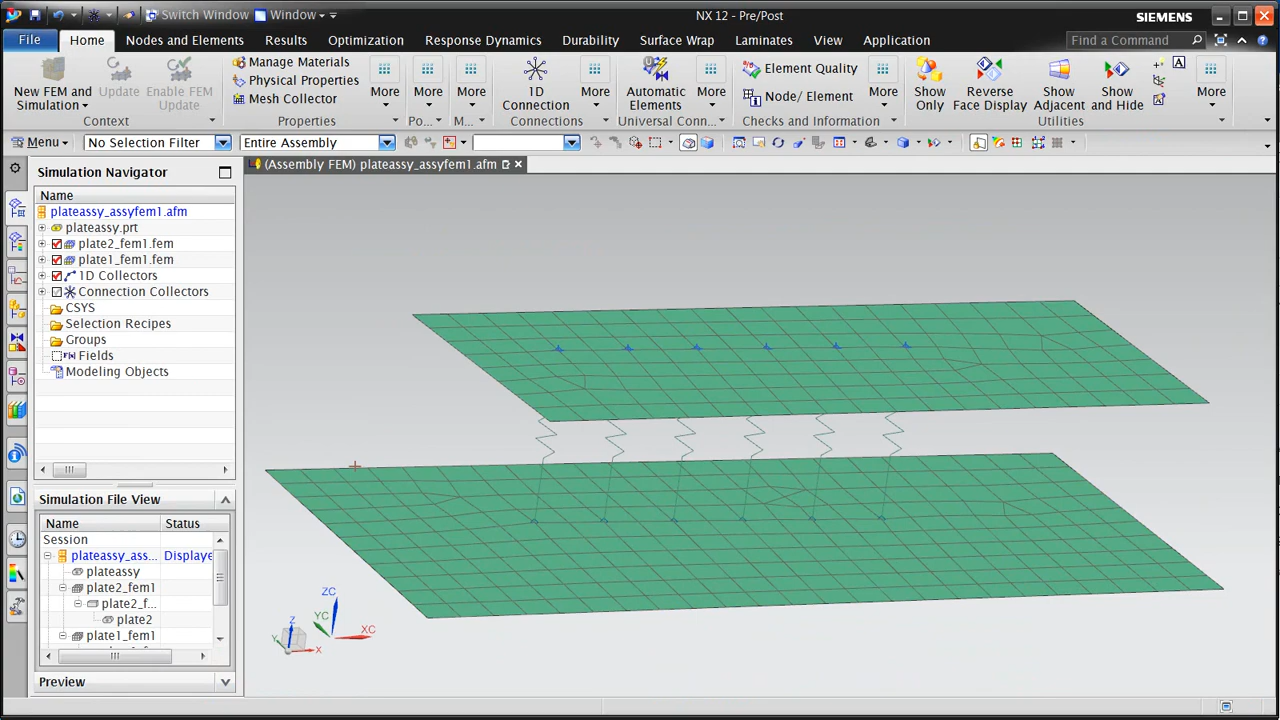 Switch Window Window NX 12 - Pre/Post SIEMENS
File Home Nodes and Elements Results Optimization Response Dynamics Durability Surface Wrap Laminates View Application Find a Command
New FEM and Simulation Update Enable FEM Update Manage Materials Physical Properties Mesh Collector More More More 1D Connection More Automatic Elements More Element Quality Node/ Element More Show Only Reverse Face Display Show Adjacent Show and Hide More
Context Properties Po... M... Connections Universal Conn... Checks and Information Utilities
Menu No Selection Filter Entire Assembly
Simulation Navigator (Assembly FEM) plateassy_assyfem1.afm
Name
plateassy_assyfem1.afm
plateassy.prt
plate2_fem1.fem
plate1_fem1.fem
1D Collectors
Connection Collectors
CSYS
Selection Recipes
Groups
Fields
Modeling Objects
Simulation File View
Name Status
Session
plateassy_ass... Displaye
plateassy
plate2_fem1
plate2_f...
plate2
plate1_fem1
Preview
ZC
YC
XC
Z
Y
X